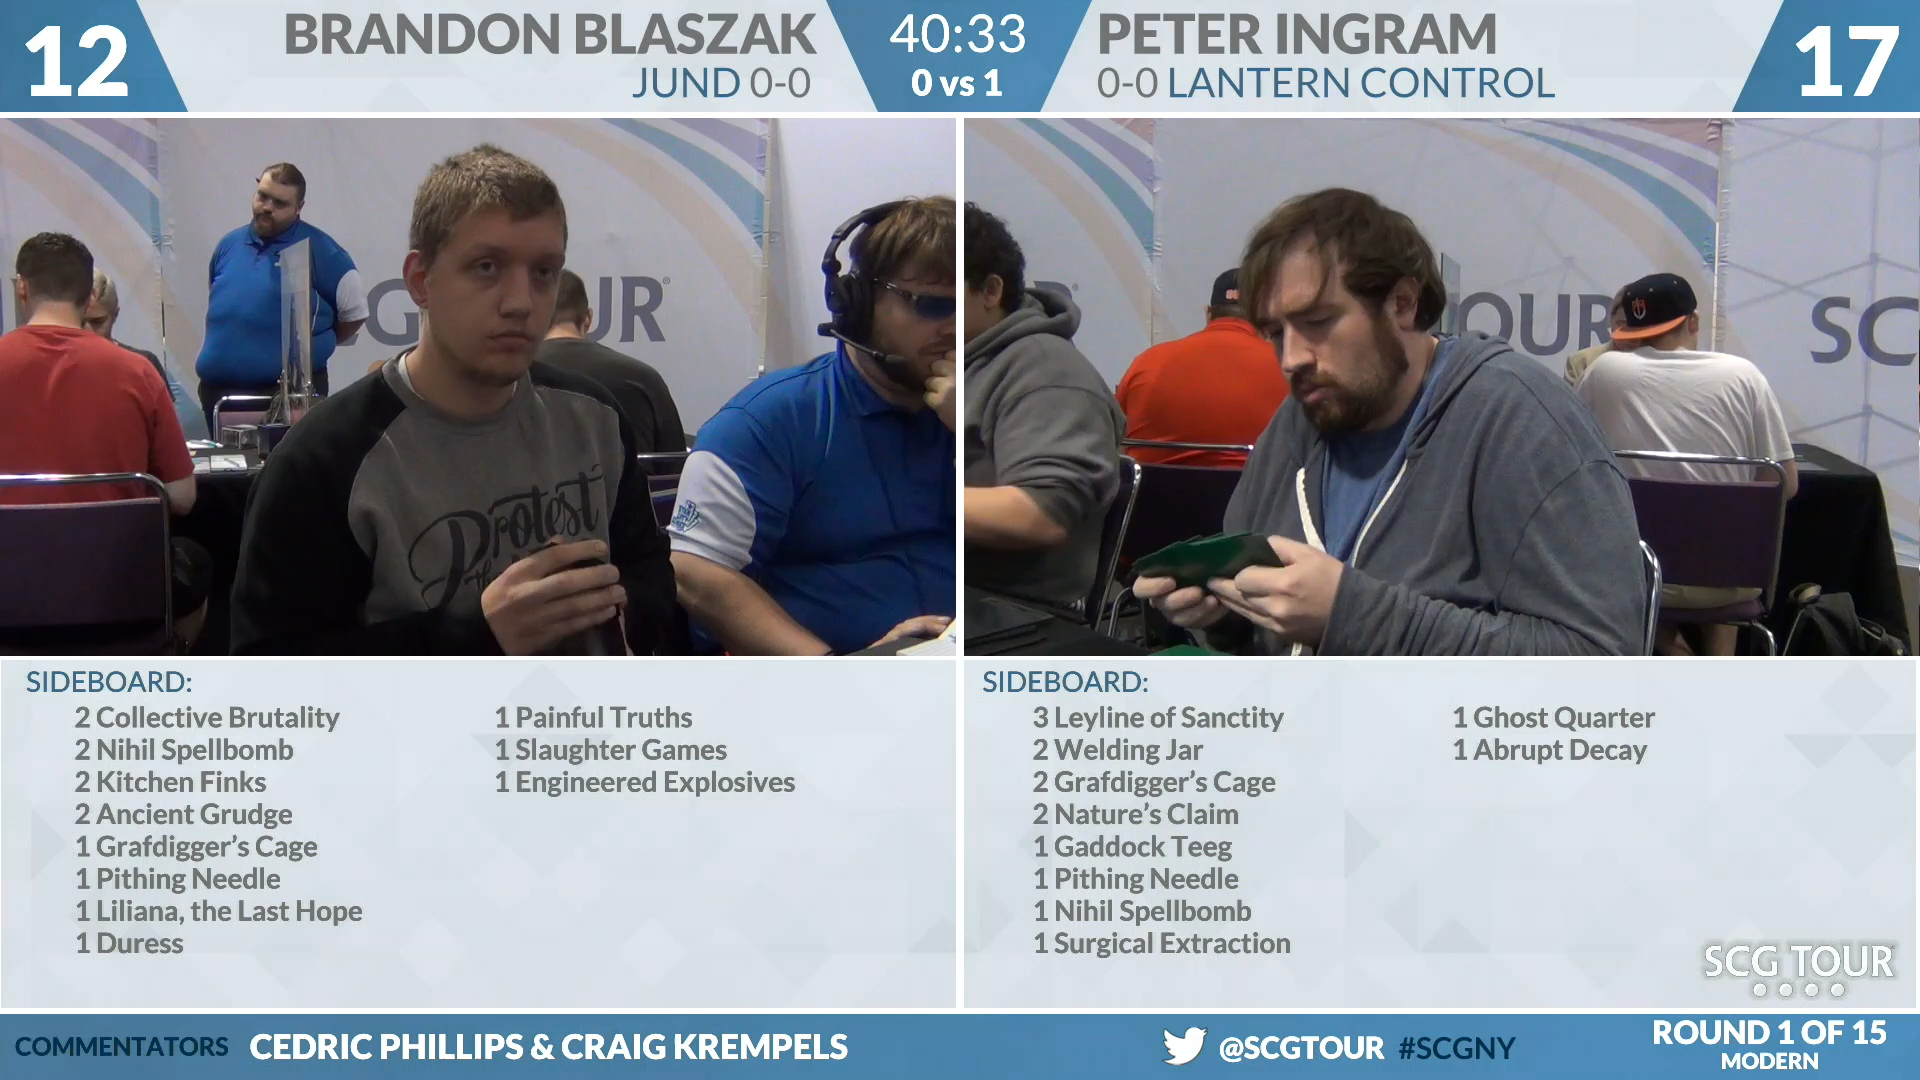 12
BRANDON BLASZAK
JUND 0-0
40:33
0 vs 1
PETER INGRAM
0-0 LANTERN CONTROL
17
TOUR
SC
Protest
SIDEBOARD:
2 Collective Brutality
2 Nihil Spellbomb
2 Kitchen Finks
2 Ancient Grudge
1 Grafdigger's Cage
1 Pithing Needle
1 Liliana, the Last Hope
1 Duress
1 Painful Truths
1 Slaughter Games
1 Engineered Explosives
SIDEBOARD:
3 Leyline of Sanctity
2 Welding Jar
2 Grafdigger's Cage
2 Nature's Claim
1 Gaddock Teeg
1 Pithing Needle
1 Nihil Spellbomb
1 Surgical Extraction
1 Ghost Quarter
1 Abrupt Decay
SCG TOUR
COMMENTATORS CEDRIC PHILLIPS & CRAIG KREMPELS
@SCGTOUR #SCGNY
ROUND 1 OF 15
MODERN